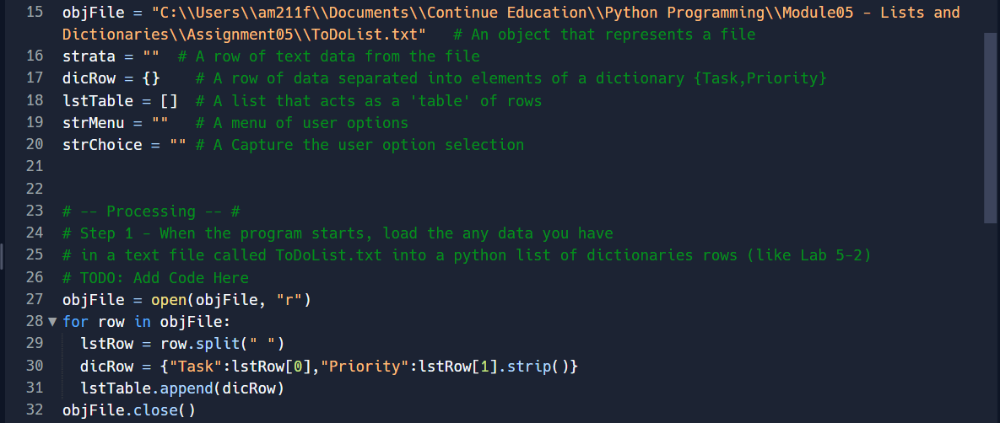 15 objFile = "C:\\Users\\am211f\\Documents\\Continue Education\\Python Programming\\Module05 - Lists and
Dictionaries\\Assignment05\\ToDoList.txt"   # An object that represents a file
16 strata = ""  # A row of text data from the file
17 dicRow = {}    # A row of data separated into elements of a dictionary {Task,Priority}
18 lstTable = []  # A list that acts as a 'table' of rows
19 strMenu = ""   # A menu of user options
20 strChoice = "" # A Capture the user option selection
21
22
23 # -- Processing -- #
24 # Step 1 - When the program starts, load the any data you have
25 # in a text file called ToDoList.txt into a python list of dictionaries rows (like Lab 5-2)
26 # TODO: Add Code Here
27 objFile = open(objFile, "r")
28 for row in objFile:
29   lstRow = row.split(" ")
30   dicRow = {"Task":lstRow[0],"Priority":lstRow[1].strip()}
31   lstTable.append(dicRow)
32 objFile.close()